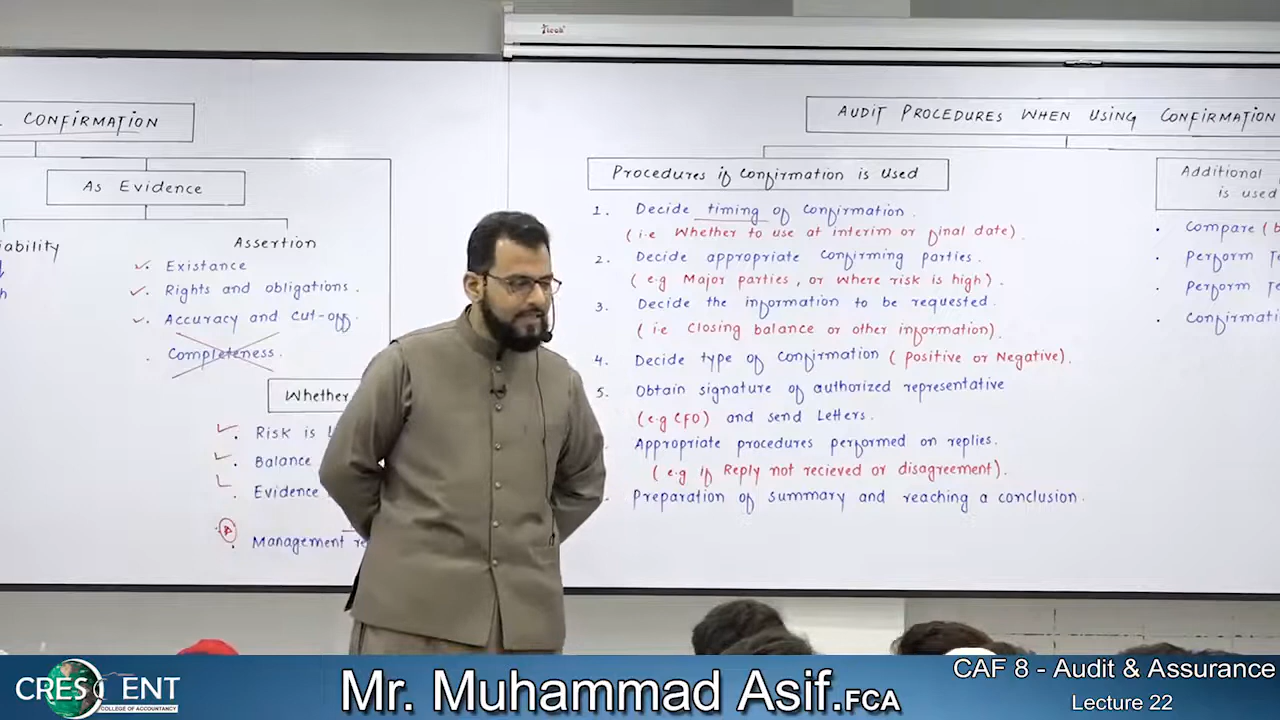 CONFIRMATION
As Evidence
Assertion
Existance
Rights and obligations.
Accuracy and Cut-off.
Completeness.
Whether
Risk is
Balance
Evidence
Management
AUDIT PROCEDURES WHEN USING CONFIRMATION
Procedures if Confirmation is Used
1. Decide timing of Confirmation.
(i.e Whether to use at interim or final date).
2. Decide appropriate Confirming parties.
(e.g Major parties, or where risk is high).
3. Decide the information to be requested.
(i.e Closing balance or other information).
4. Decide type of Confirmation (Positive or Negative).
5. Obtain signature of authorized representative
(e.g CFO) and send Letters.
Appropriate procedures performed on replies.
(e.g if Reply not recieved or disagreement).
Preparation of summary and reaching a conclusion.
Additional
is used
Compare
Perform
Perform
CRESCENT
COLLEGE OF ACCOUNTANCY
Mr. Muhammad Asif.FCA
CAF 8 - Audit & Assurance
Lecture 22